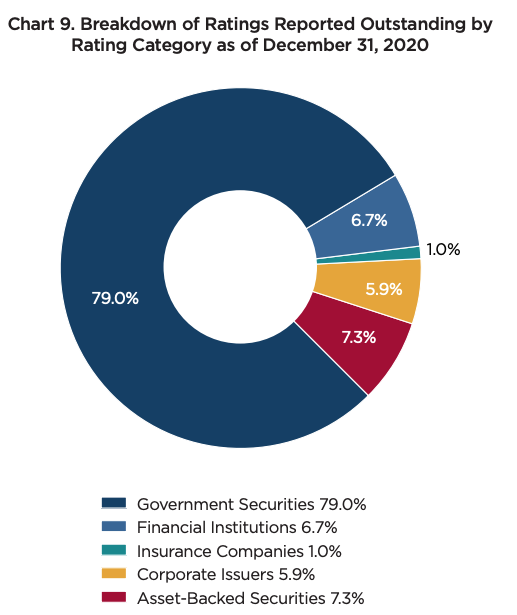 Chart 9. Breakdown of Ratings Reported Outstanding by
Rating Category as of December 31, 2020
6.7%
1.0%
5.9%
79.0%
7.3%
Government Securities 79.0%
Financial Institutions 6.7%
Insurance Companies 1.0%
Corporate Issuers 5.9%
Asset-Backed Securities 7.3%